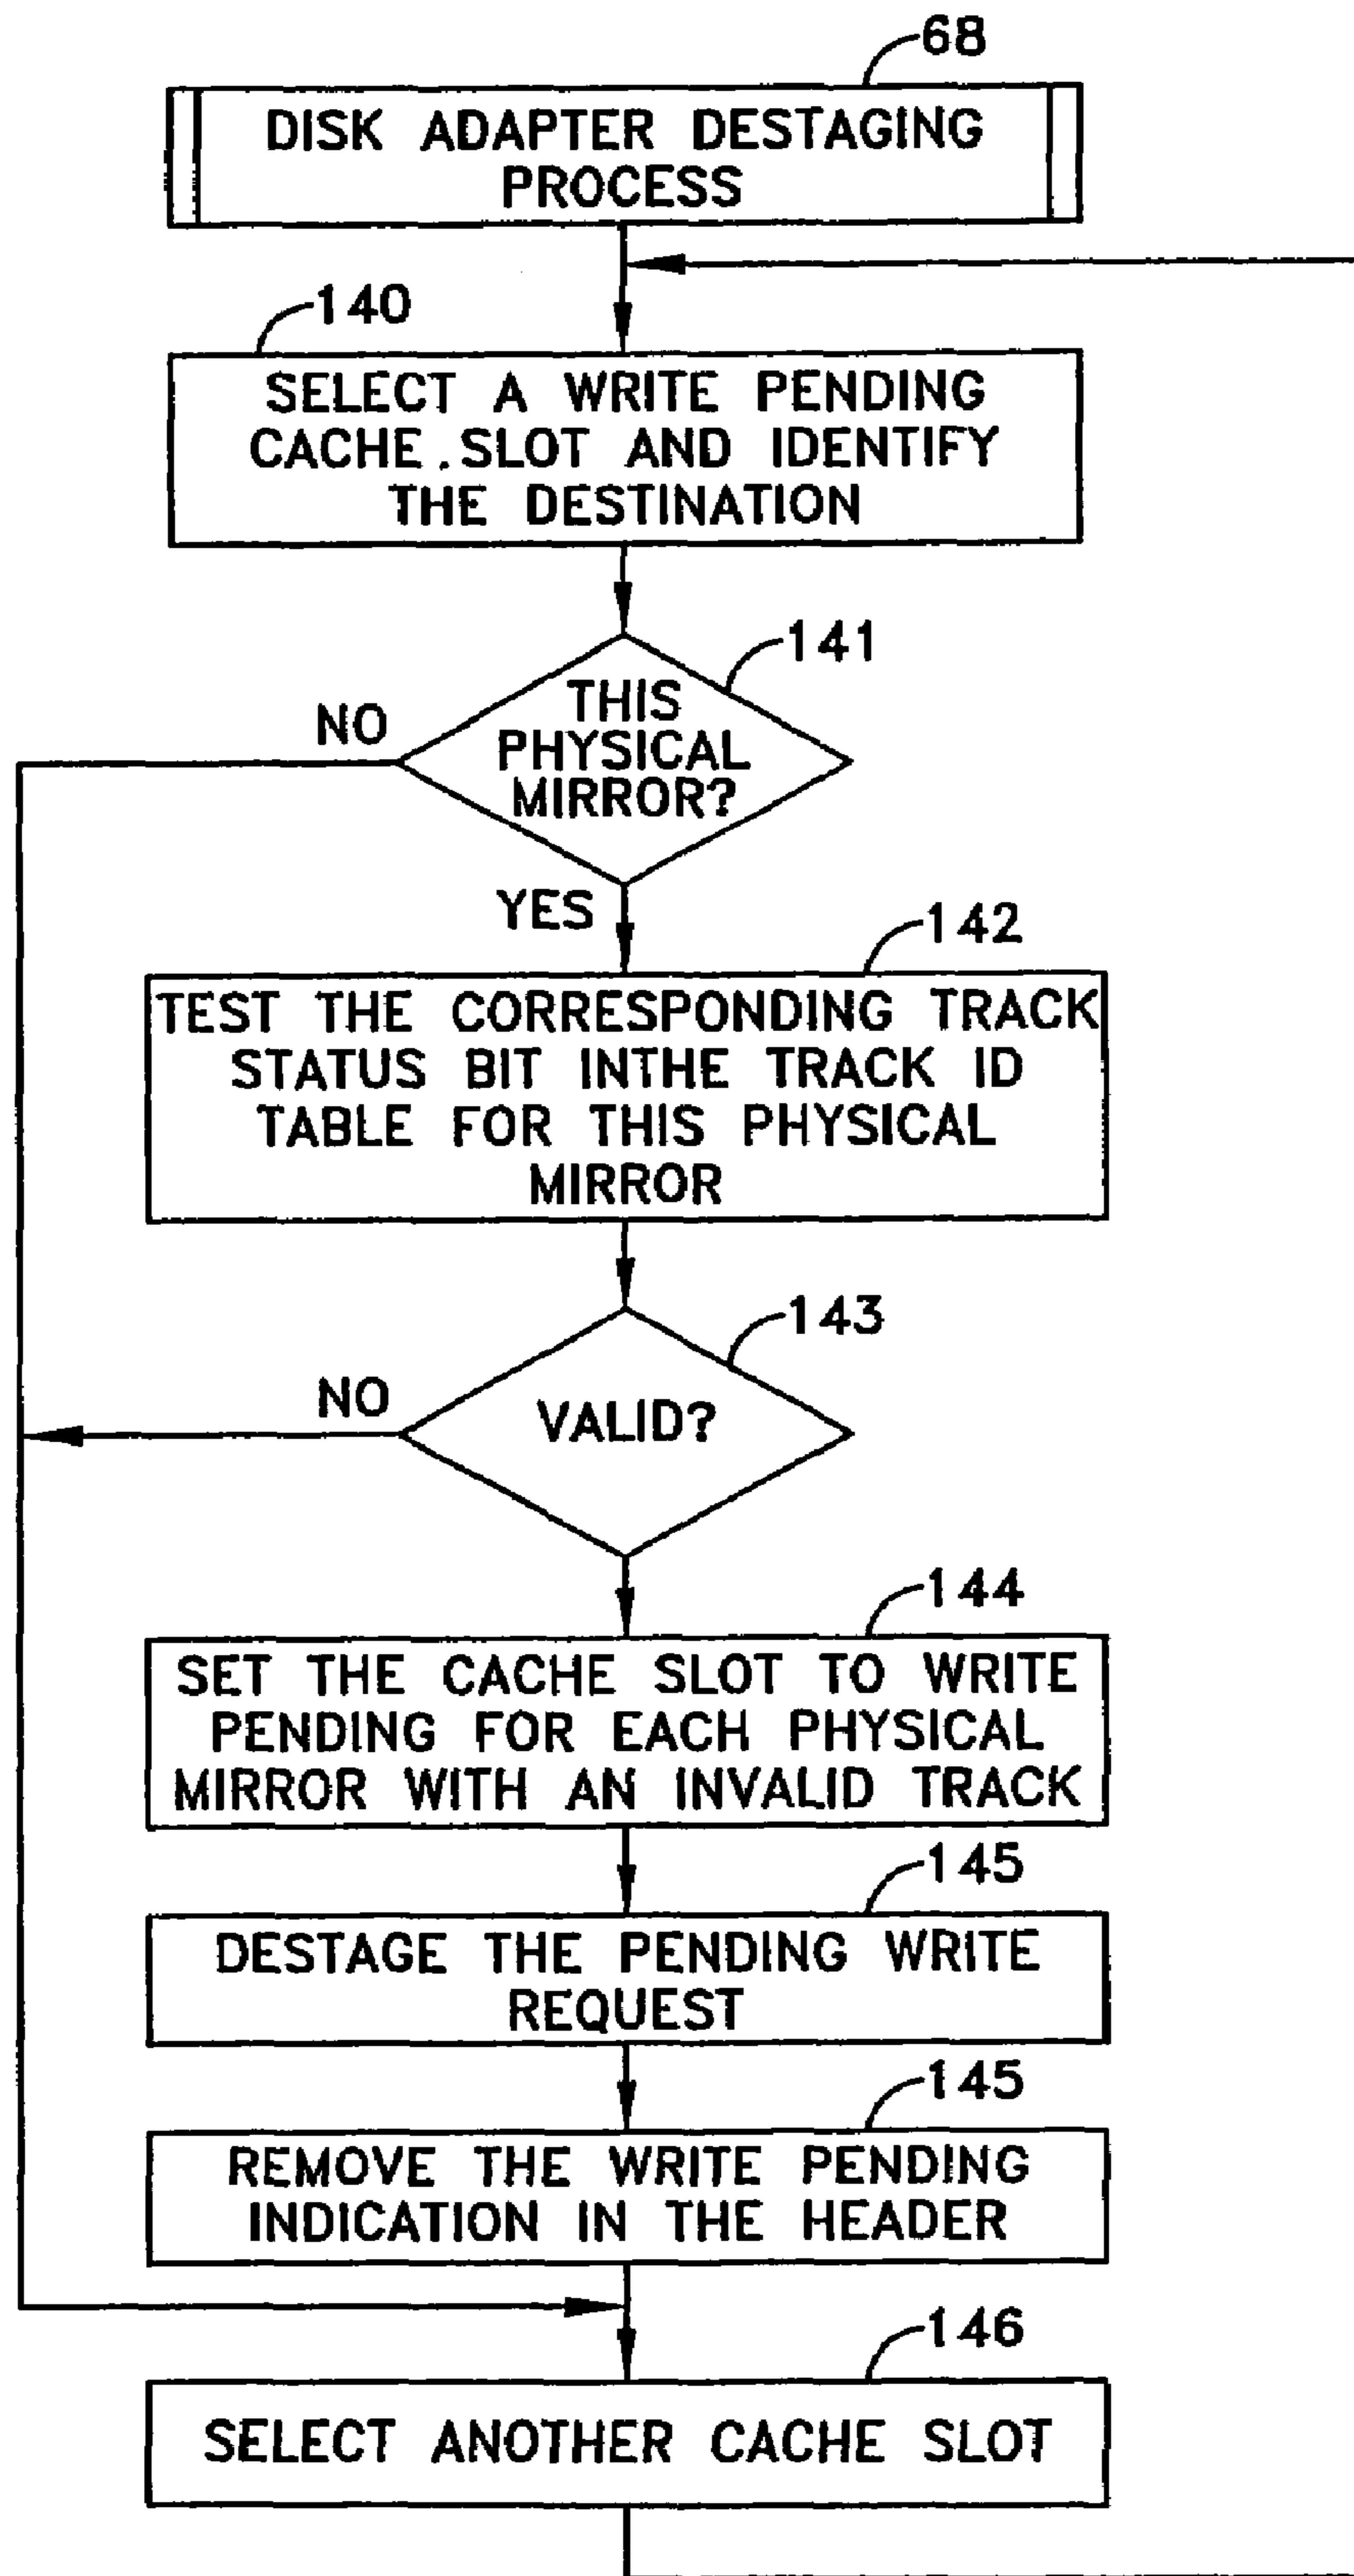 68
DISK ADAPTER DESTAGING
PROCESS
140
SELECT A WRITE PENDING
CACHE.SLOT AND IDENTIFY
THE DESTINATION
141
THIS
PHYSICAL
MIRROR?
NO
YES
142
TEST THE CORRESPONDING TRACK
STATUS BIT INTHE TRACK ID
TABLE FOR THIS PHYSICAL
MIRROR
143
NO
VALID?
144
SET THE CACHE SLOT TO WRITE
PENDING FOR EACH PHYSICAL
MIRROR WITH AN INVALID TRACK
145
DESTAGE THE PENDING WRITE
REQUEST
145
REMOVE THE WRITE PENDING
INDICATION IN THE HEADER
146
SELECT ANOTHER CACHE SLOT